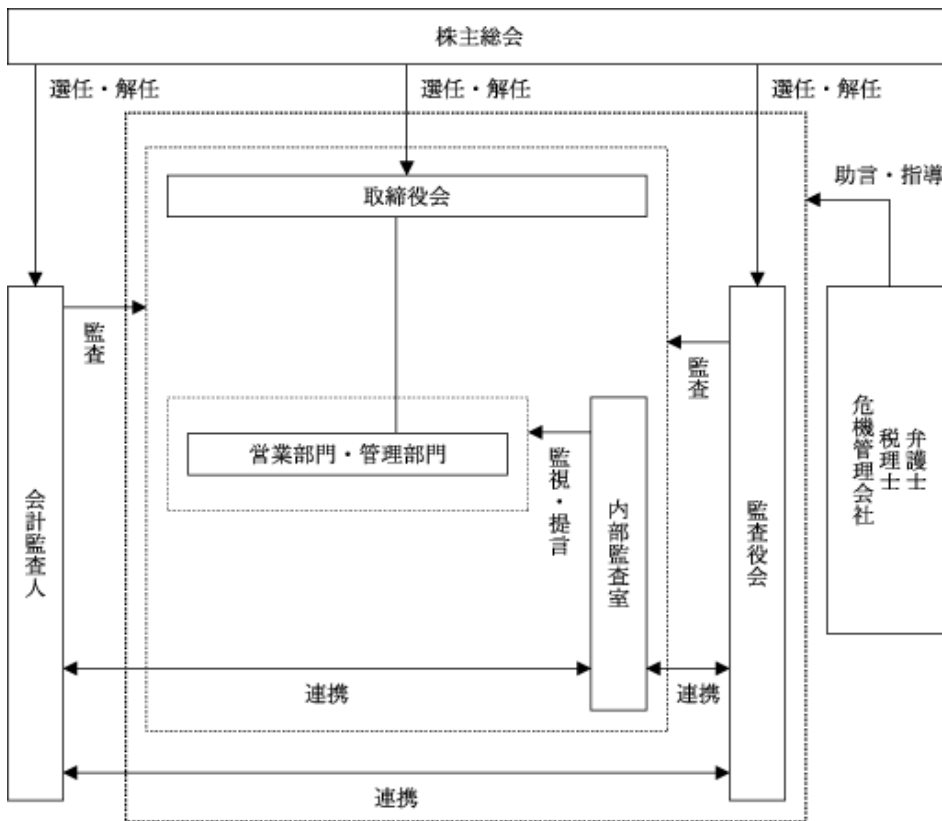 株主総会
選任・解任
選任・解任
選任・解任
取締役会
助言・指導
監査
監査
営業部門・管理部門
監視・提言
内部監査室
会計監査人
監査役会
弁護士
税理士
危機管理会社
連携
連携
連携